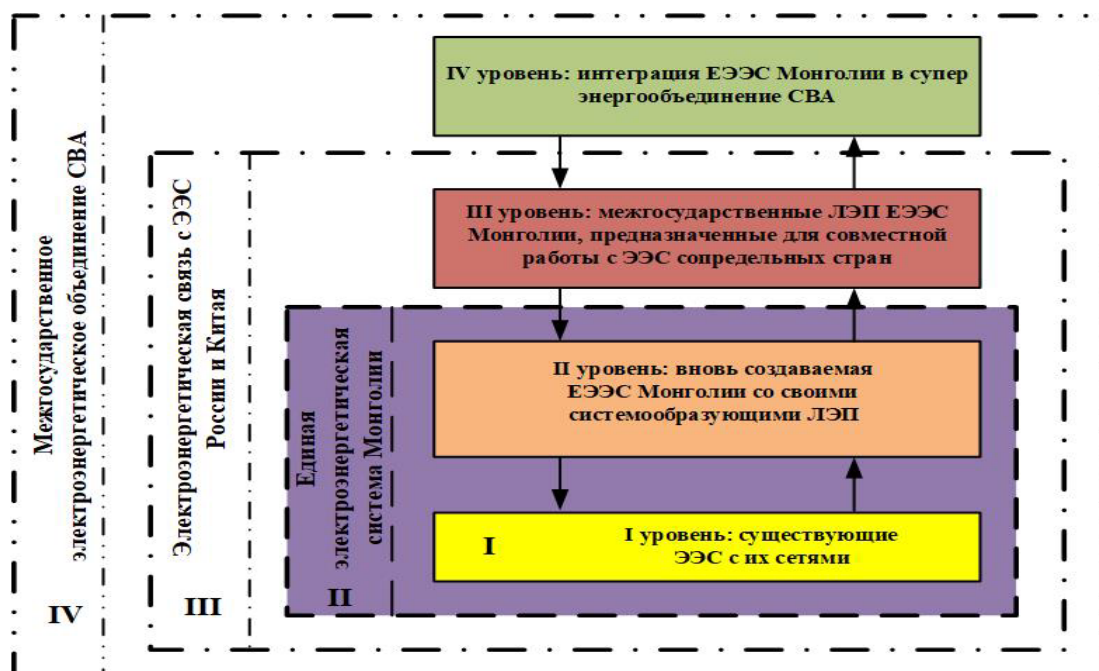 IV уровень: интеграция ЕЭЭС Монголии в супер
энергообъединение СВА
III уровень: межгосударственные ЛЭП ЕЭЭС
Монголии, предназначенные для совместной
работы с ЭЭС сопредельных стран
II уровень: вновь создаваемая
ЕЭЭС Монголии со своими
системообразующими ЛЭП
I
I уровень: существующие
ЭЭС с их сетями
Межгосударственное
электроэнергетическое объединение СВА
IV
Электроэнергетическая связь с ЭЭС
России и Китая
III
Единая
электроэнергетическая
система Монголии
II